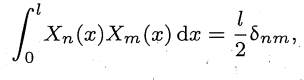 ∫₀ˡ Xₙ(x)Xₘ(x) dx = l/2 δₙₘ,